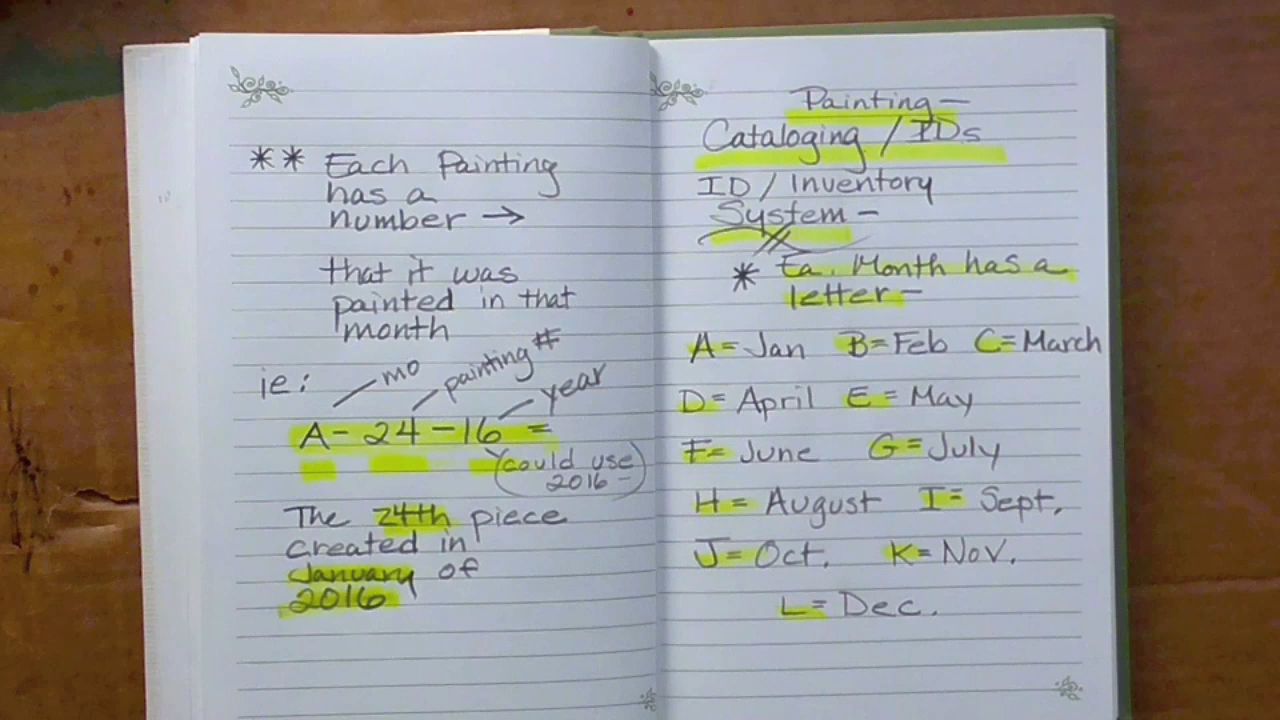 ** Each Painting
has a
number →
that it was
painted in that
month
ie: mo painting # year
A - 24 - 16 =
(could use
2016 -)
The 24th piece
created in
January of
2016
Painting -
Cataloging / IDs
ID / Inventory
System -
* Ea. Month has a
letter -
A = Jan B = Feb C = March
D = April E = May
F = June G = July
H = August I = Sept.
J = Oct. K = Nov.
L = Dec.